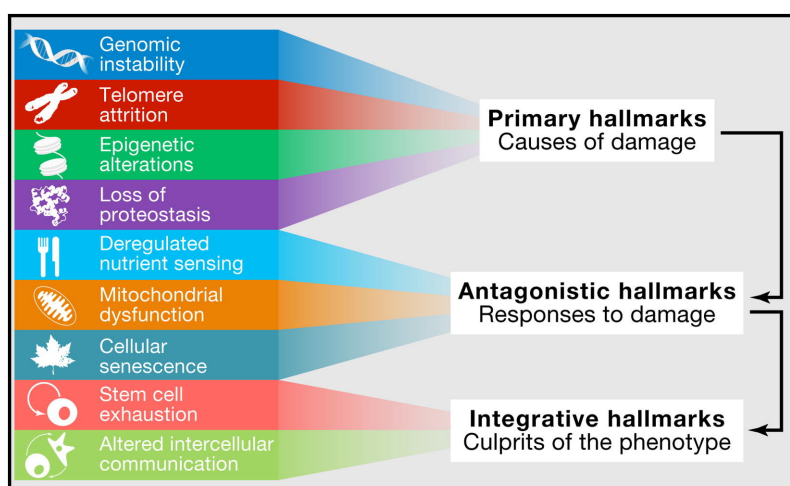 Genomic
instability
Telomere
attrition
Epigenetic
alterations
Loss of
proteostasis
Deregulated
nutrient sensing
Mitochondrial
dysfunction
Cellular
senescence
Stem cell
exhaustion
Altered intercellular
communication
Primary hallmarks
Causes of damage
Antagonistic hallmarks
Responses to damage
Integrative hallmarks
Culprits of the phenotype